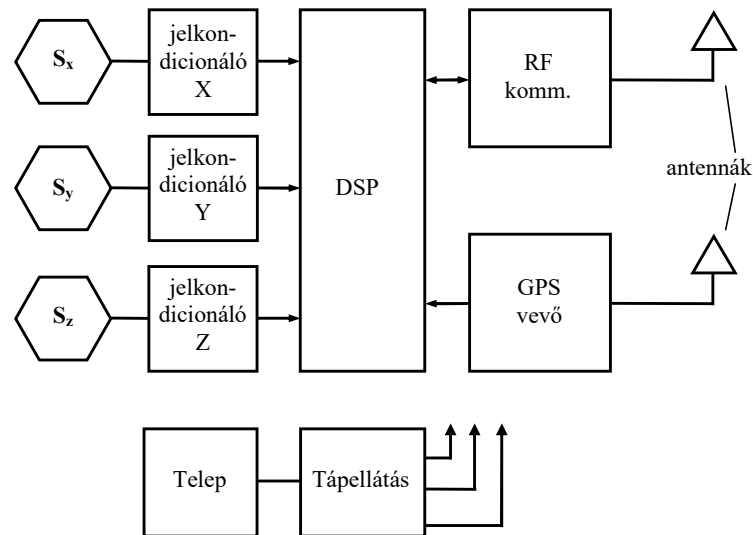 Sx
jelkon-
dicionáló
X
Sy
jelkon-
dicionáló
Y
Sz
jelkon-
dicionáló
Z
DSP
RF
komm.
GPS
vevő
antennák
Telep
Tápellátás